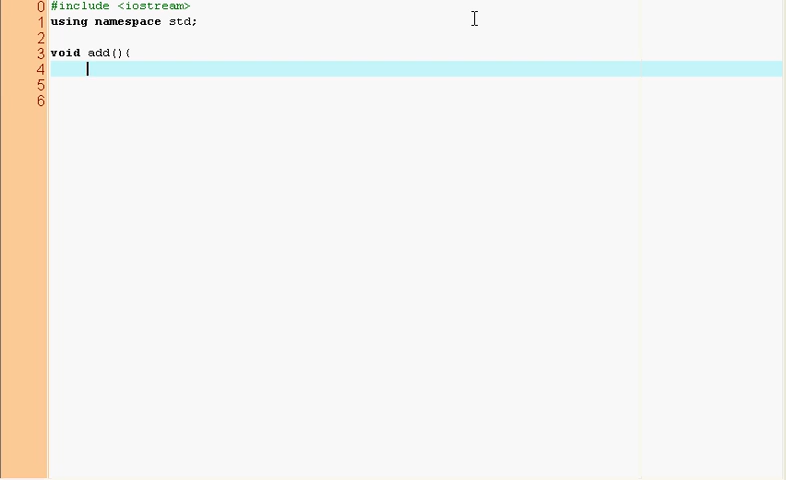 0 #include <iostream>
1 using namespace std;
2
3 void add(){
4
5
6